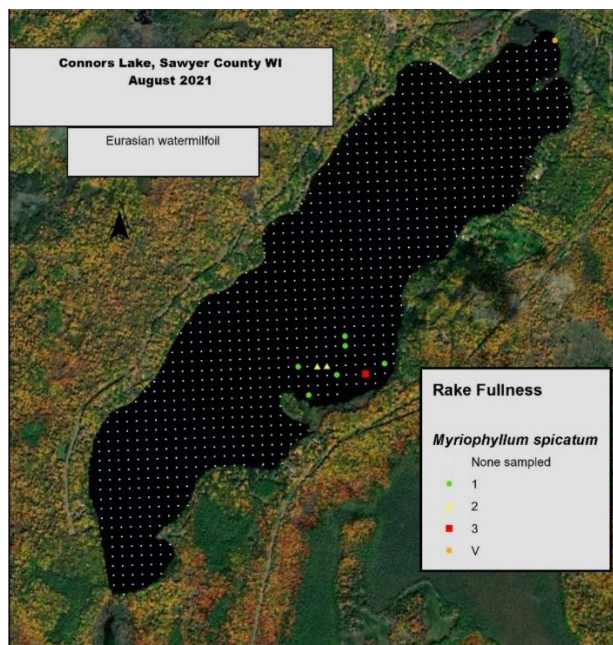 Connors Lake, Sawyer County WI
August 2021
Eurasian watermilfoil
Rake Fullness
Myriophyllum spicatum
None sampled
1
2
3
V